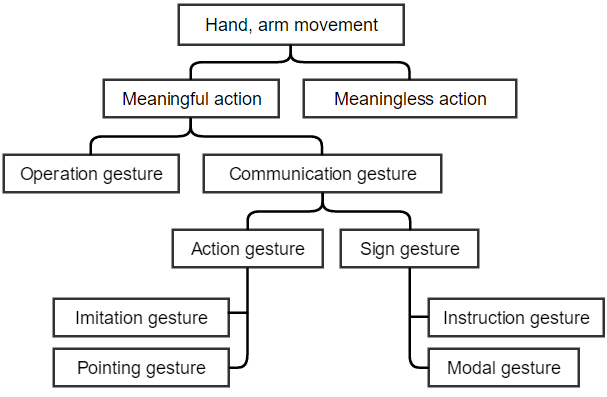 Hand, arm movement
Meaningful action
Meaningless action
Operation gesture
Communication gesture
Action gesture
Sign gesture
Imitation gesture
Instruction gesture
Pointing gesture
Modal gesture